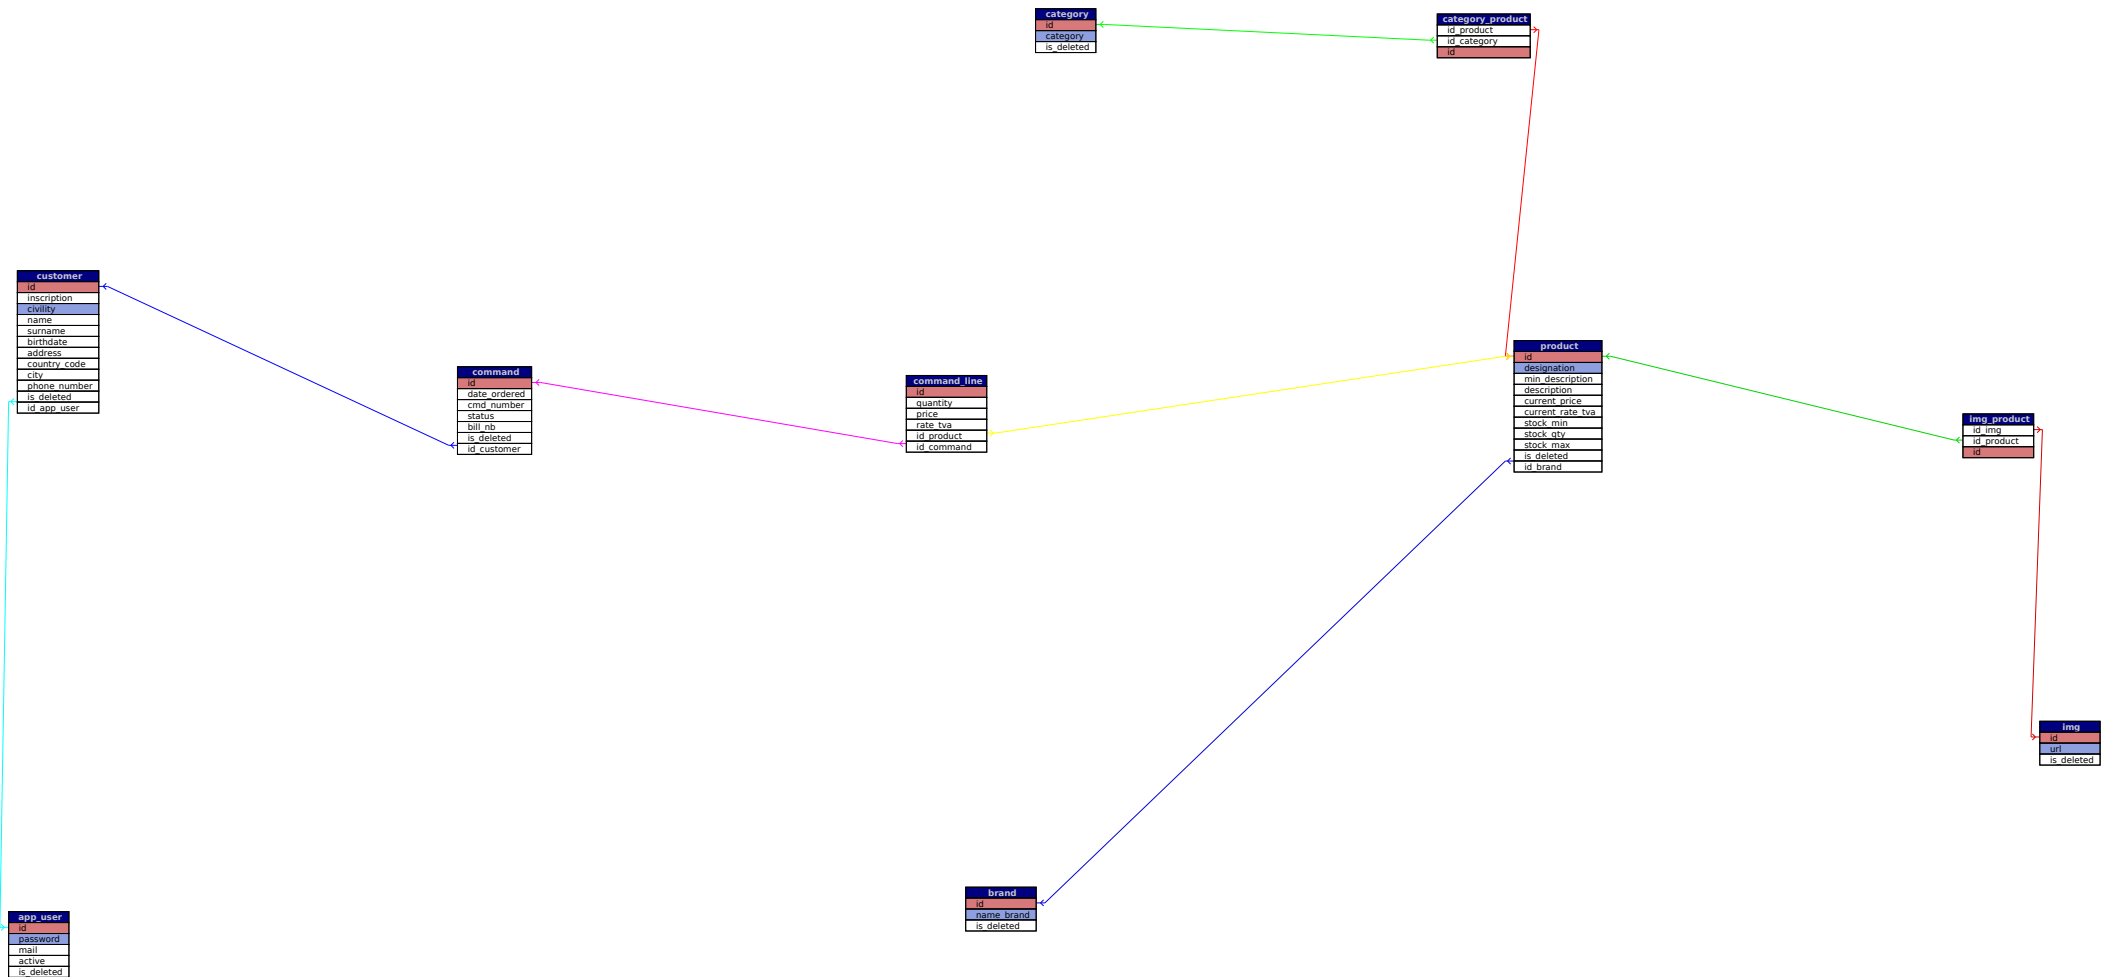 category
id
category
is_deleted
category_product
id_product
id_category
id
customer
id
inscription
civility
name
surname
birthdate
address
country_code
city
phone_number
is_deleted
id_app_user
command
id
date_ordered
cmd_number
status
bill_nb
is_deleted
id_customer
command_line
id
quantity
price
rate_tva
id_product
id_command
product
id
designation
min_description
description
current_price
current_rate_tva
stock_min
stock_qty
stock_max
is_deleted
id_brand
img_product
id_img
id_product
id
img
id
url
is_deleted
brand
id
name_brand
is_deleted
app_user
id
password
mail
active
is_deleted